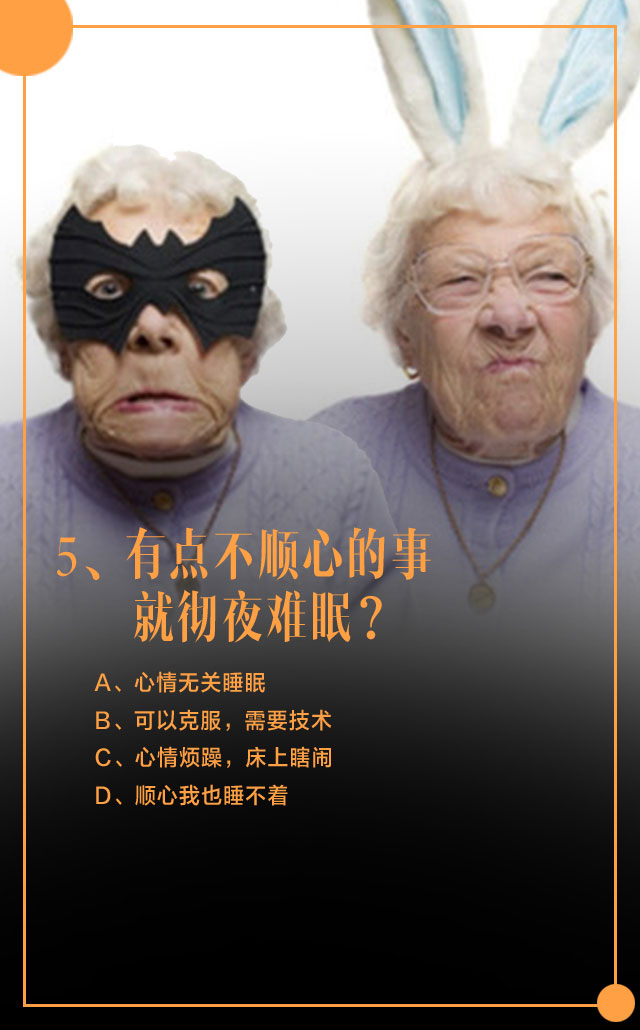 5、有点不顺心的事
就彻夜难眠？
A、心情无关睡眠
B、可以克服，需要技术
C、心情烦躁，床上瞎闹
D、顺心我也睡不着